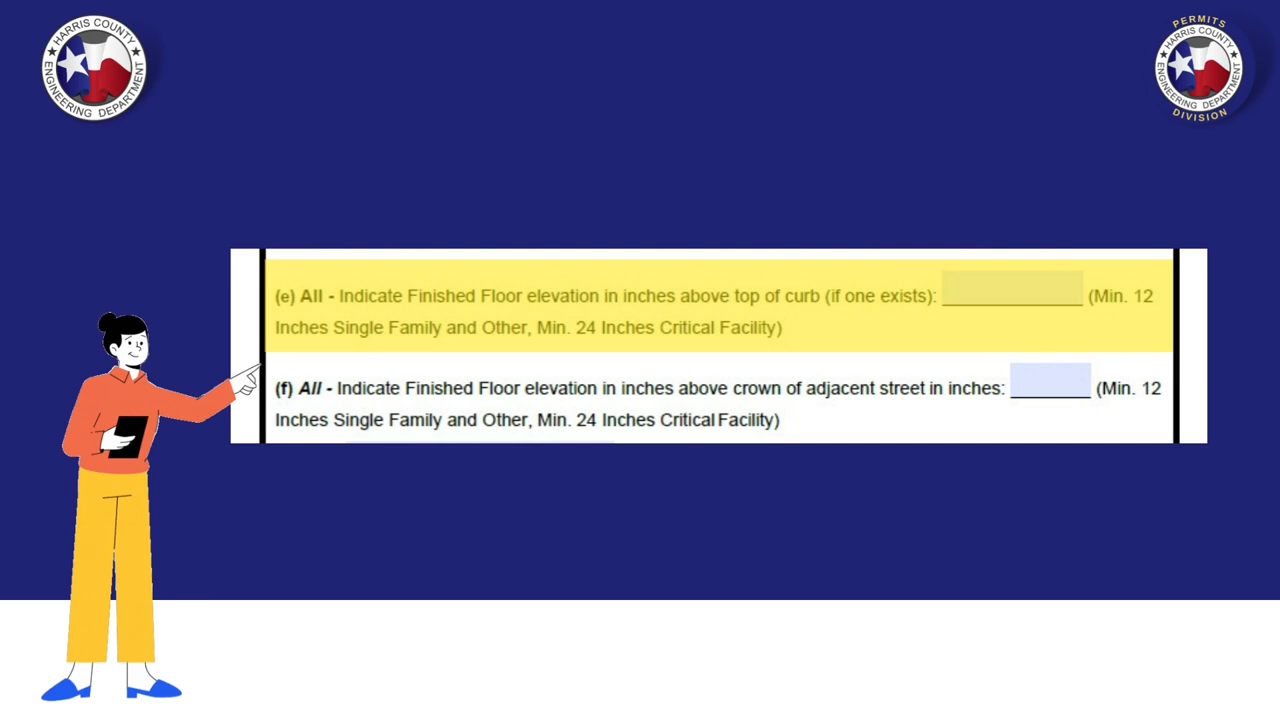 HARRIS COUNTY
ENGINEERING DEPARTMENT
PERMITS
HARRIS COUNTY
ENGINEERING DEPARTMENT
DIVISION
(e) All - Indicate Finished Floor elevation in inches above top of curb (if one exists): (Min. 12
Inches Single Family and Other, Min. 24 Inches Critical Facility)
(f) All - Indicate Finished Floor elevation in inches above crown of adjacent street in inches: (Min. 12
Inches Single Family and Other, Min. 24 Inches Critical Facility)